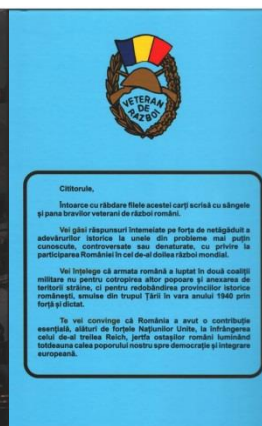 VETERAN
DE
RAZBOI
Cititorule,
Întoarce cu răbdare filele acestei carți scrisă cu sângele
și pana bravilor veterani de război români.
Vei găsi răspunsuri întemeiate pe forța de netăgăduit a
adevărurilor istorice la unele din probleme mai puțin
cunoscute, controversate sau denaturate, cu privire la
participarea României în cel de-al doilea război mondial.
Vei înțelege că armata română a luptat în două coaliții
militare nu pentru cotropirea altor popoare și anexarea de
teritorii străine, ci pentru redobândirea provinciilor istorice
românești, smulse din trupul Țării în vara anului 1940 prin
forță și dictat.
Te vei convinge că România a avut o contribuție
esențială, alături de forțele Națiunilor Unite, la înfrângerea
celui de-al treilea Reich, jertfa ostașilor români luminând
totdeauna calea poporului nostru spre democrație și integrare
europeană.